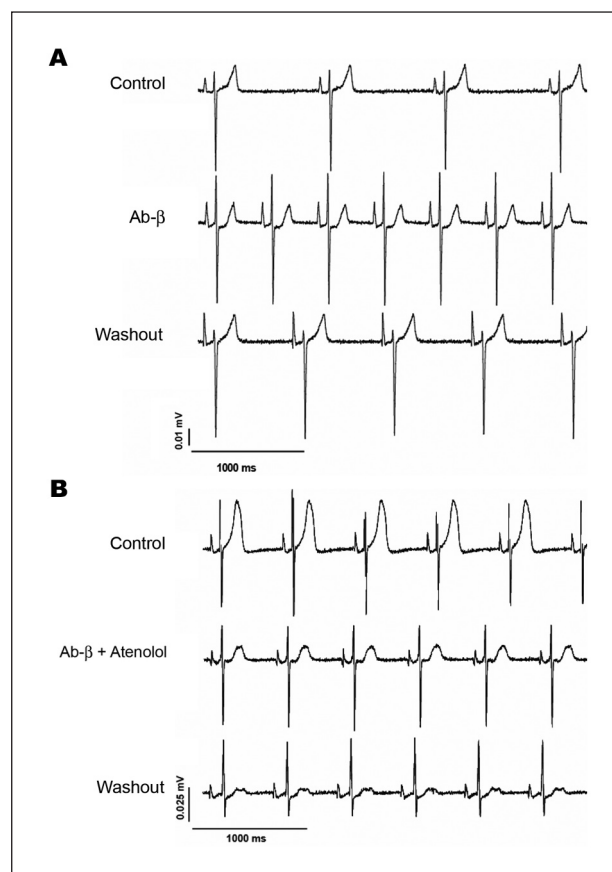 A
Control
Ab-β
Washout
0.01 mV
1000 ms
B
Control
Ab-β + Atenolol
Washout
0.025 mV
1000 ms